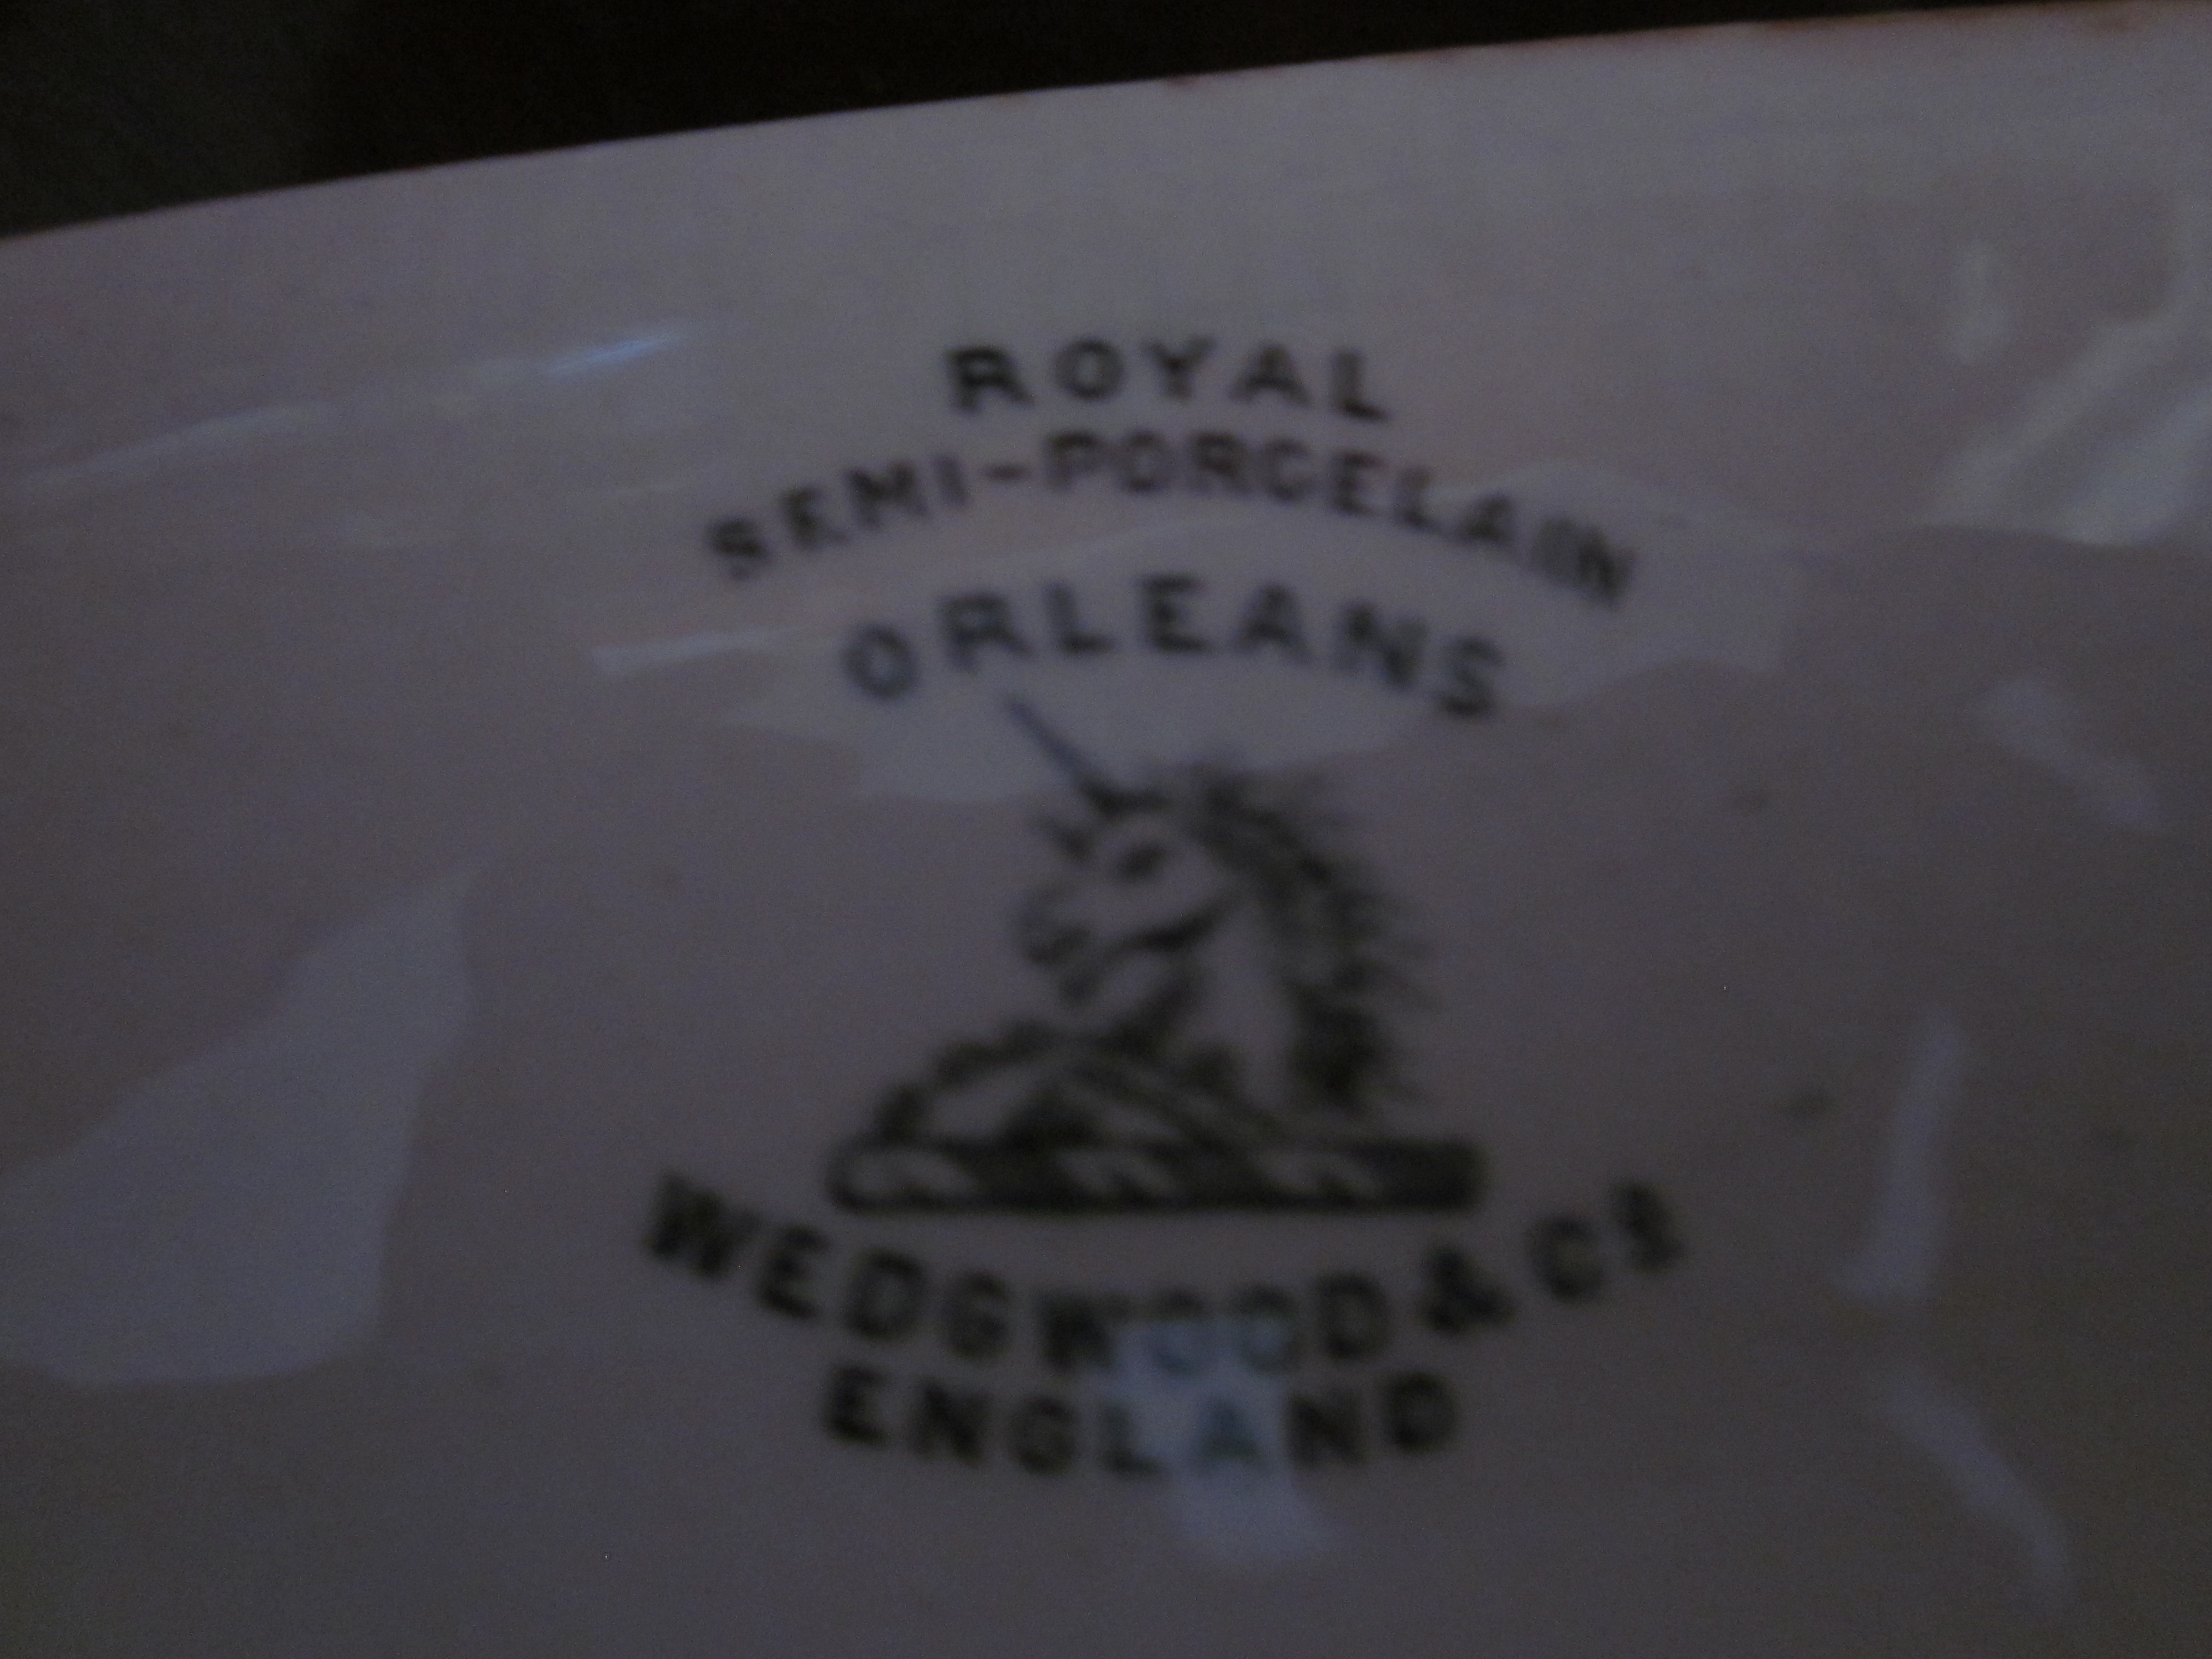 ROYAL
SEMI-PORCELAIN
ORLEANS
WEDGWOOD & Co
ENGLAND